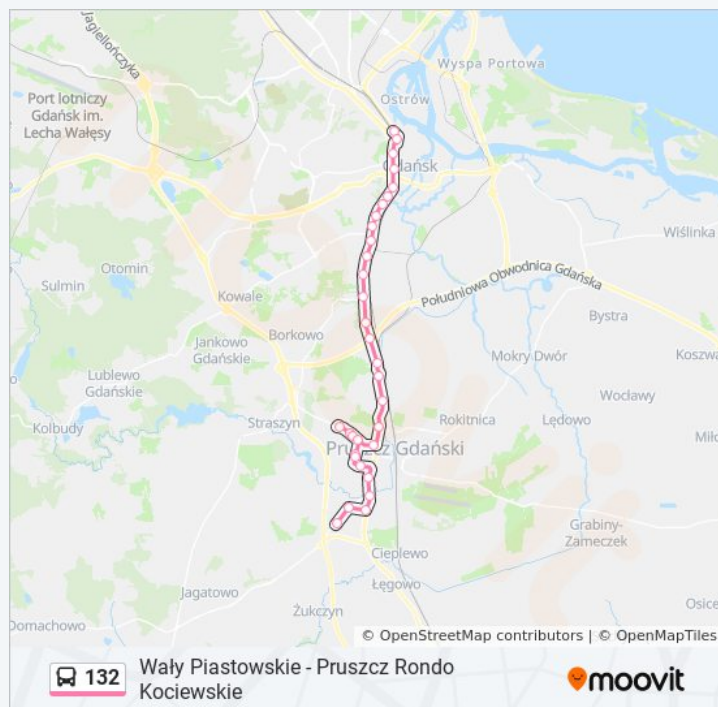 Jagiellończyka
Wyspa Portowa
Ostrów
Port lotniczy
Gdańsk im.
Lecha Wałęsy
Gdańsk
Wiślinka
Otomin
Sulmin
Kowale
Południowa Obwodnica Gdańska
Bystra
Borkowo
Jankowo
Gdańskie
Mokry Dwór
Koszwa
Lublewo
Gdańskie
Wocławy
Kolbudy
Straszyn
Rokitnica
Lędowo
Miło
Pruszcz Gdański
Grabiny-
Zameczek
Cieplewo
Jagatowo
Łęgowo
Żukczyn
Osice
Domachowo
© OpenStreetMap contributors | © OpenMapTiles
132
Wały Piastowskie - Pruszcz Rondo
Kociewskie
moovit